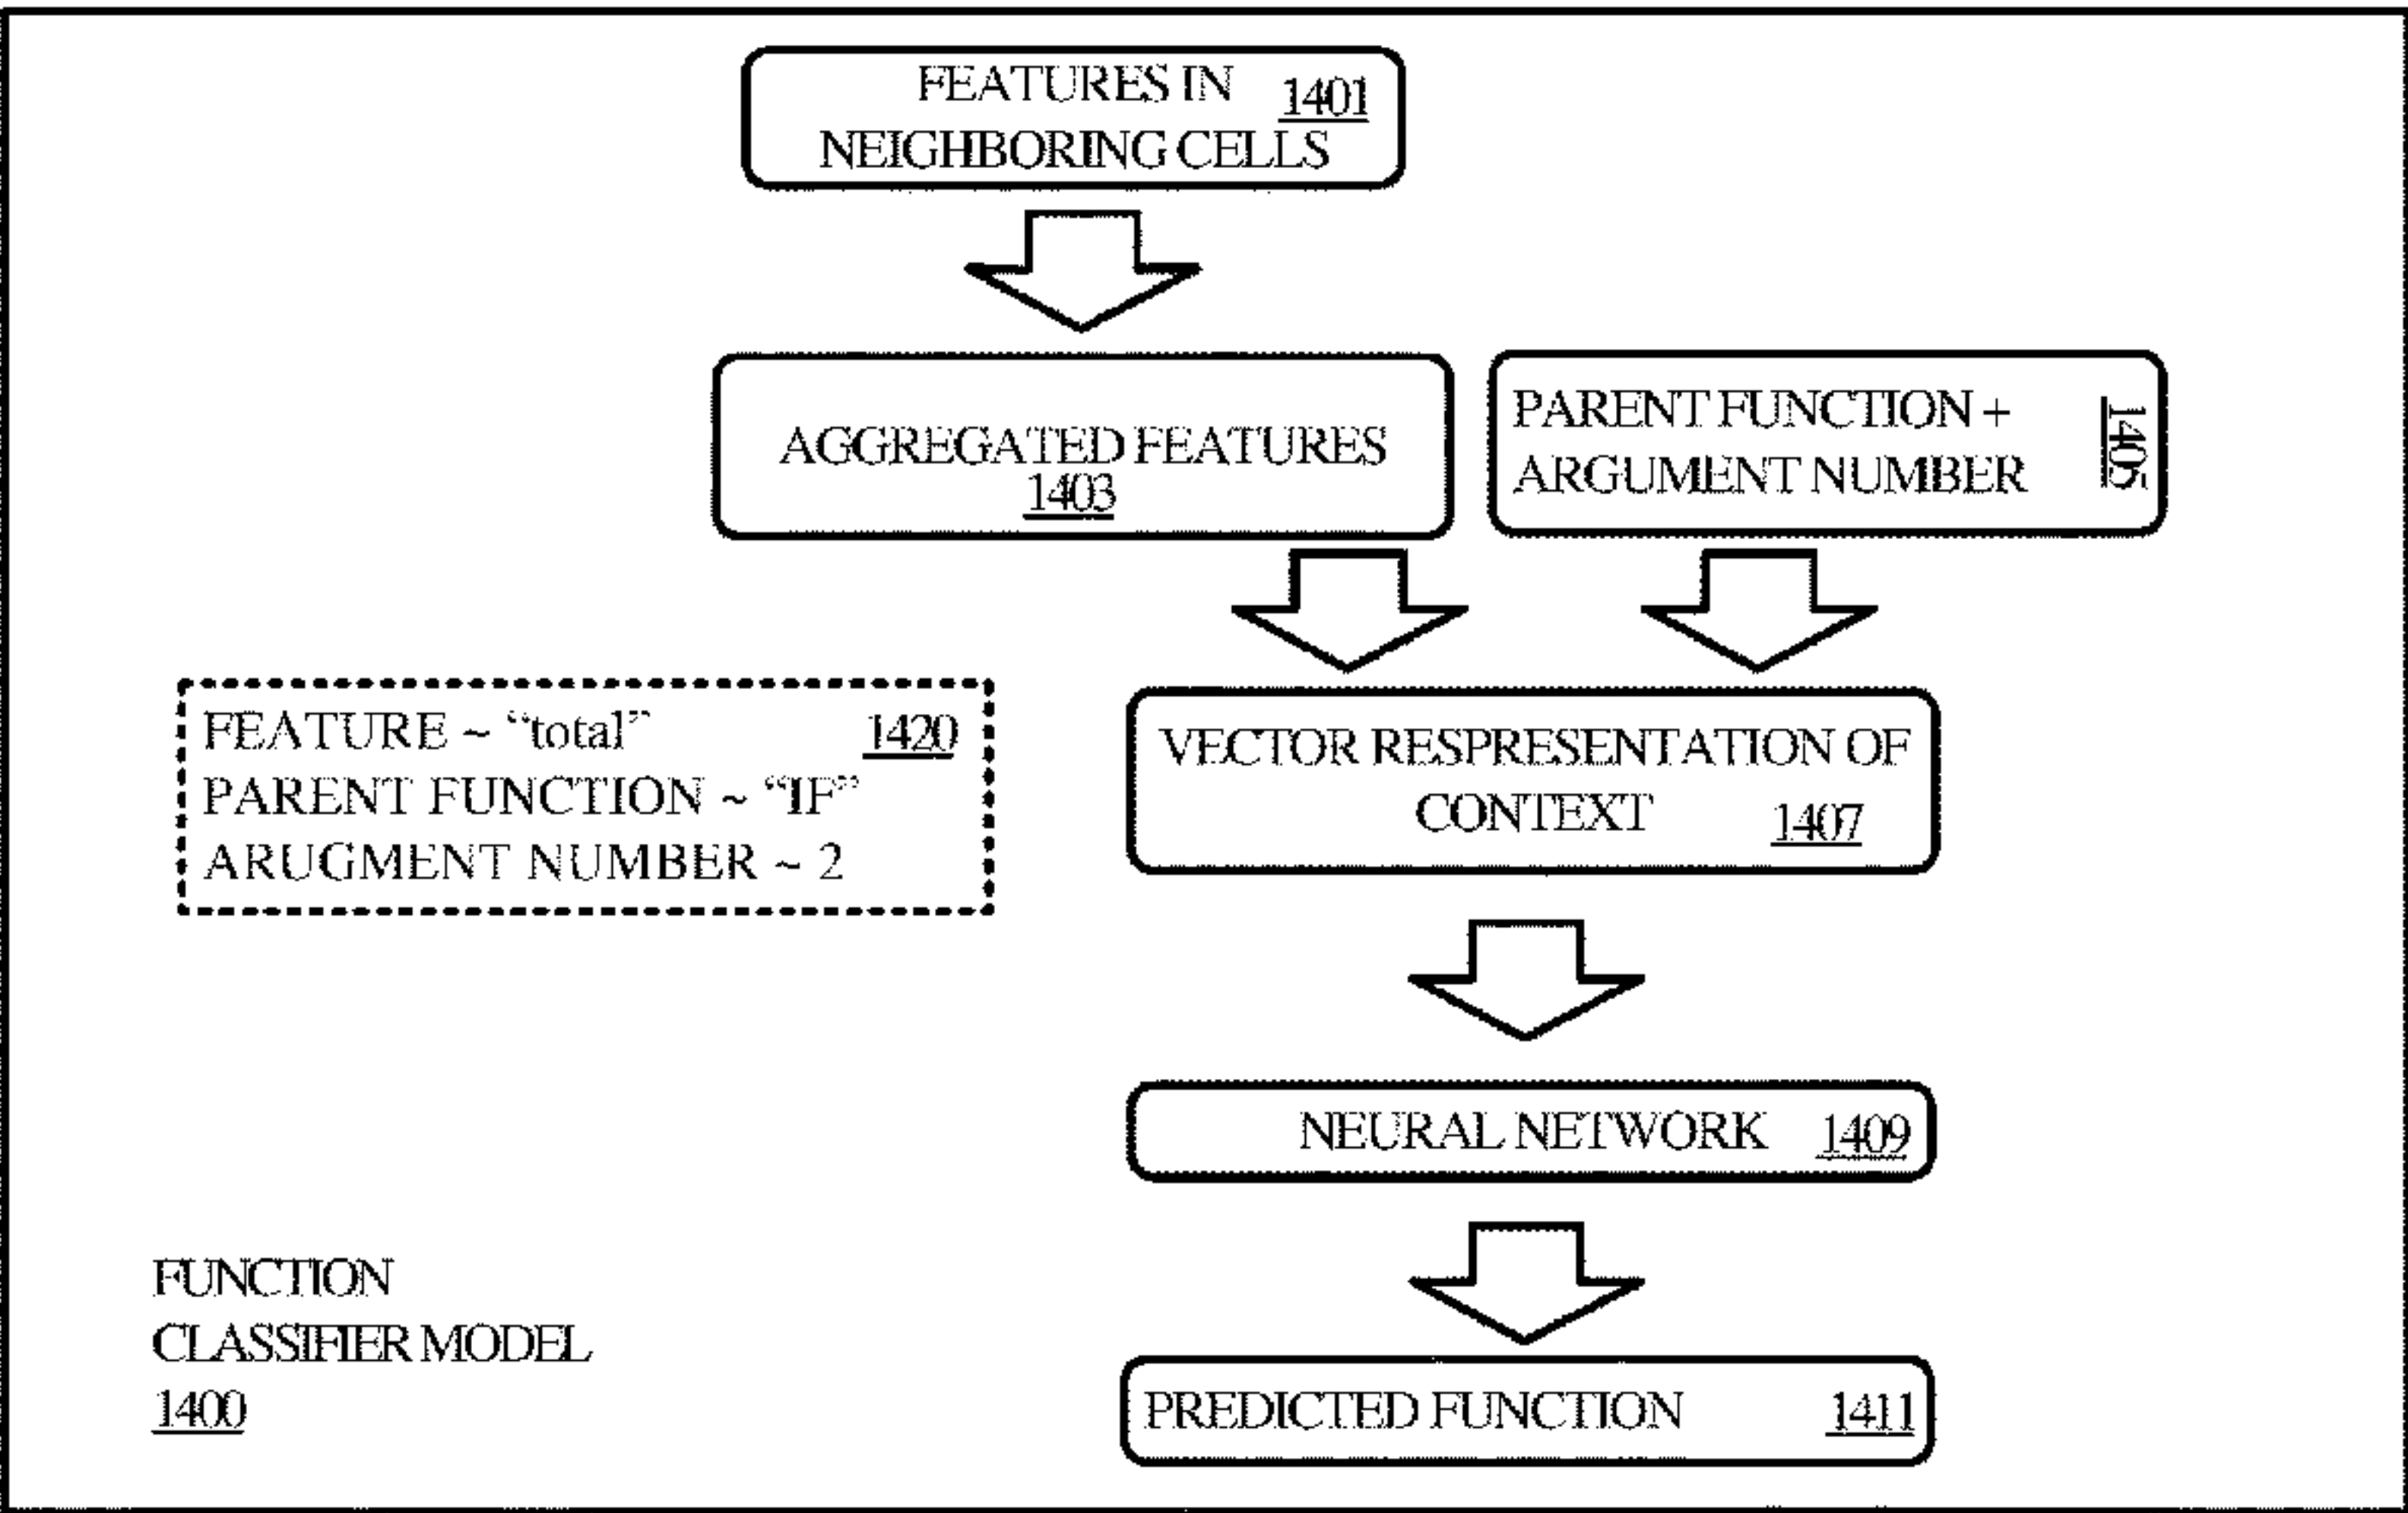 FEATURES IN 1401
NEIGHBORING CELLS
AGGREGATED FEATURES
1403
PARENT FUNCTION +
ARGUMENT NUMBER
1405
FEATURE ~ “total” 1420
PARENT FUNCTION ~ “IF”
ARUGMENT NUMBER ~ 2
VECTOR RESPRESENTATION OF
CONTEXT 1407
NEURAL NETWORK 1409
FUNCTION
CLASSIFIER MODEL
1400
PREDICTED FUNCTION 1411